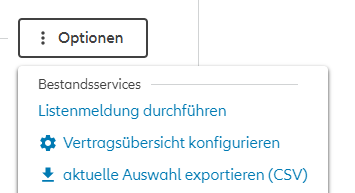 Optionen
Bestandsservices
Listenmeldung durchführen
Vertragsübersicht konfigurieren
aktuelle Auswahl exportieren (CSV)